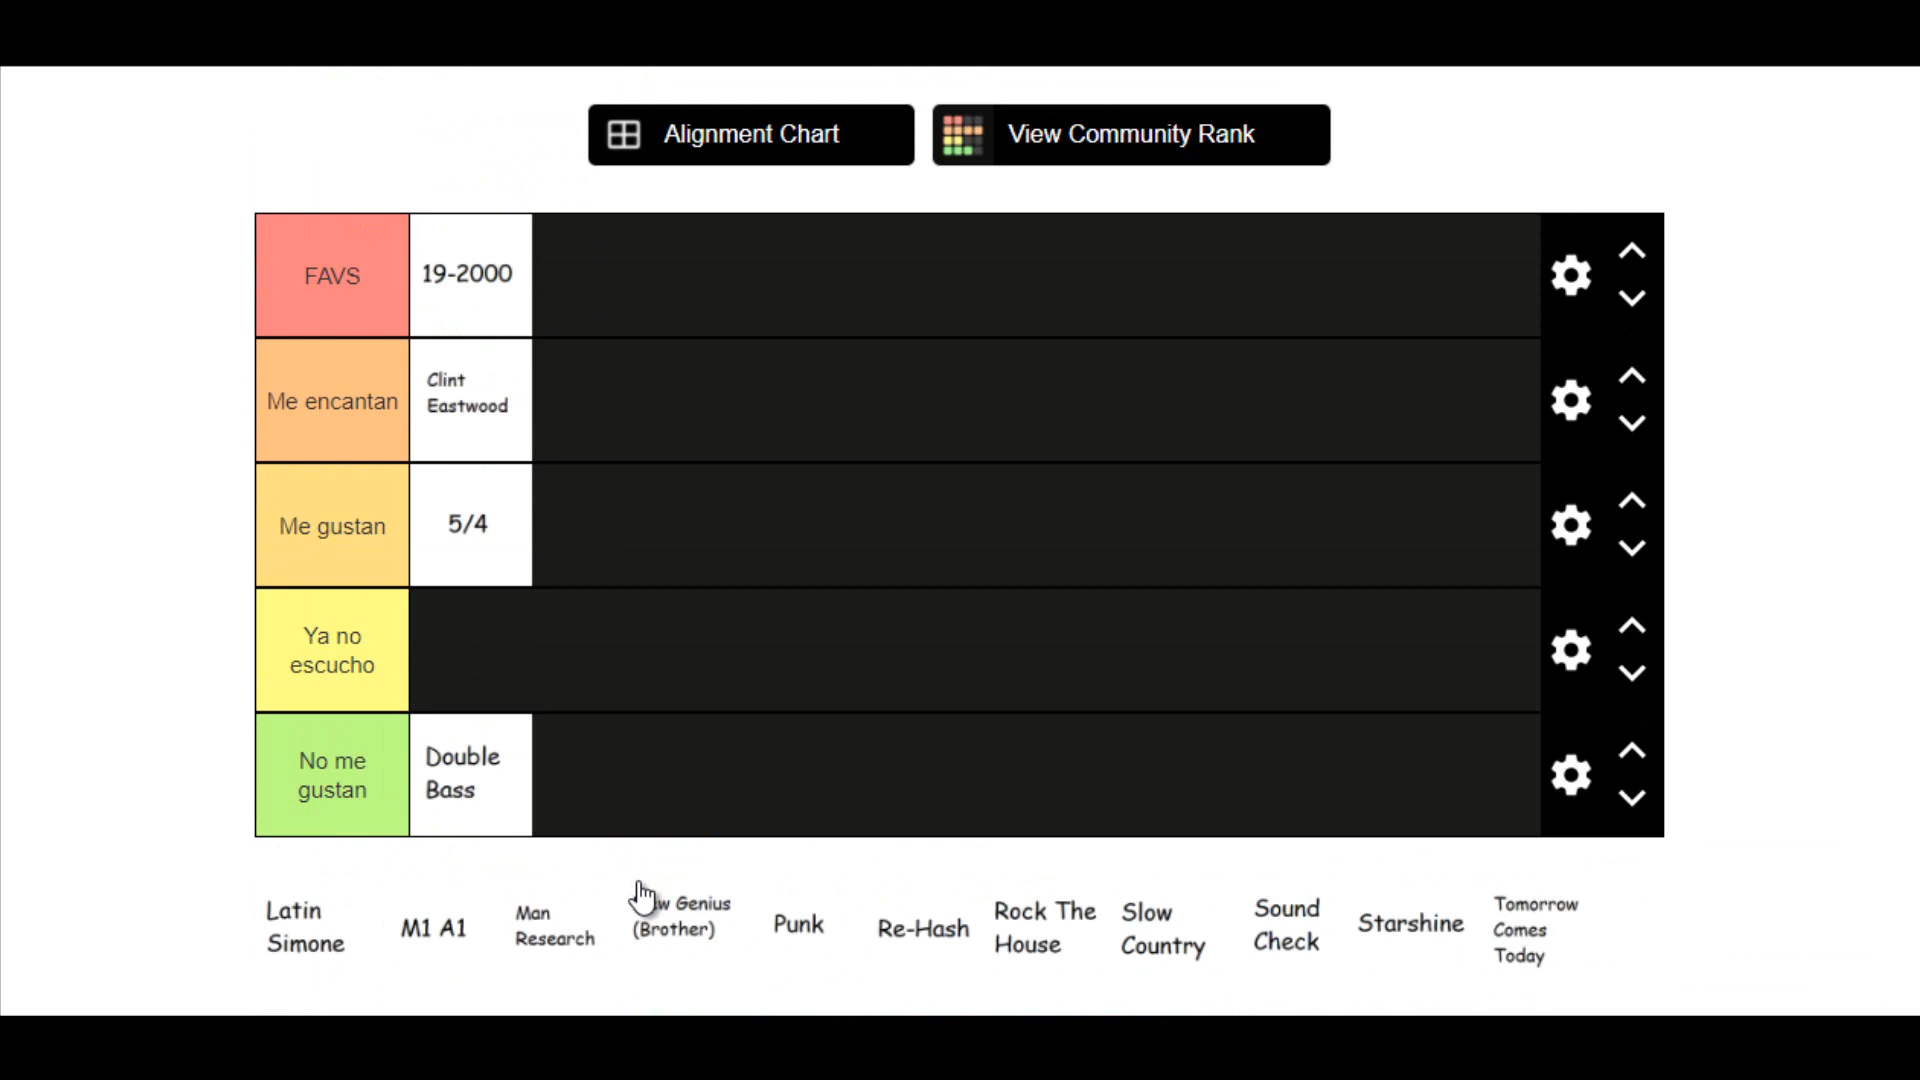 Alignment Chart
View Community Rank
FAVS
19-2000
Me encantan
Clint
Eastwood
Me gustan
5/4
Ya no
escucho
No me
gustan
Double
Bass
Latin
Simone
M1 A1
Man
Research
Genius
(Brother)
Punk
Re-Hash
Rock The
House
Slow
Country
Sound
Check
Starshine
Tomorrow
Comes
Today